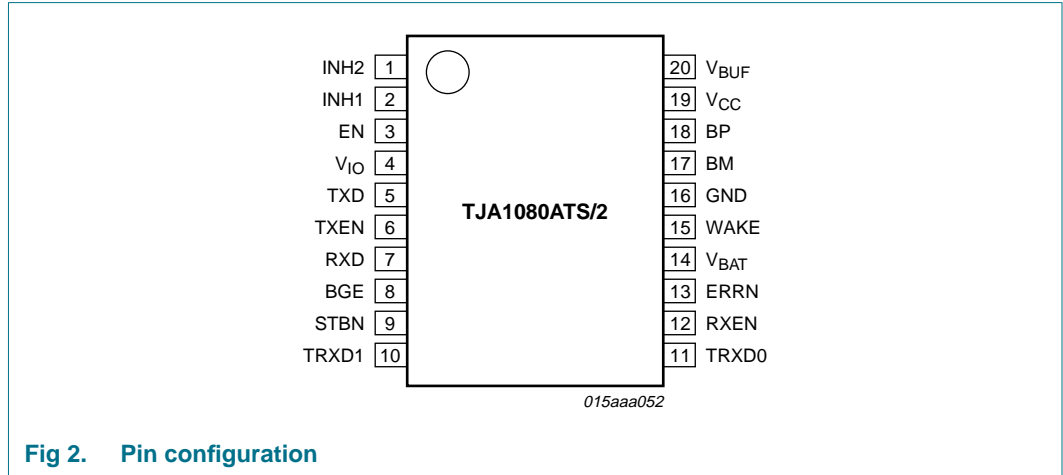 INH2 1
INH1 2
EN 3
VIO 4
TXD 5
TXEN 6
RXD 7
BGE 8
STBN 9
TRXD1 10
TJA1080ATS/2
20 VBUF
19 VCC
18 BP
17 BM
16 GND
15 WAKE
14 VBAT
13 ERRN
12 RXEN
11 TRXD0
015aaa052
Fig 2. Pin configuration